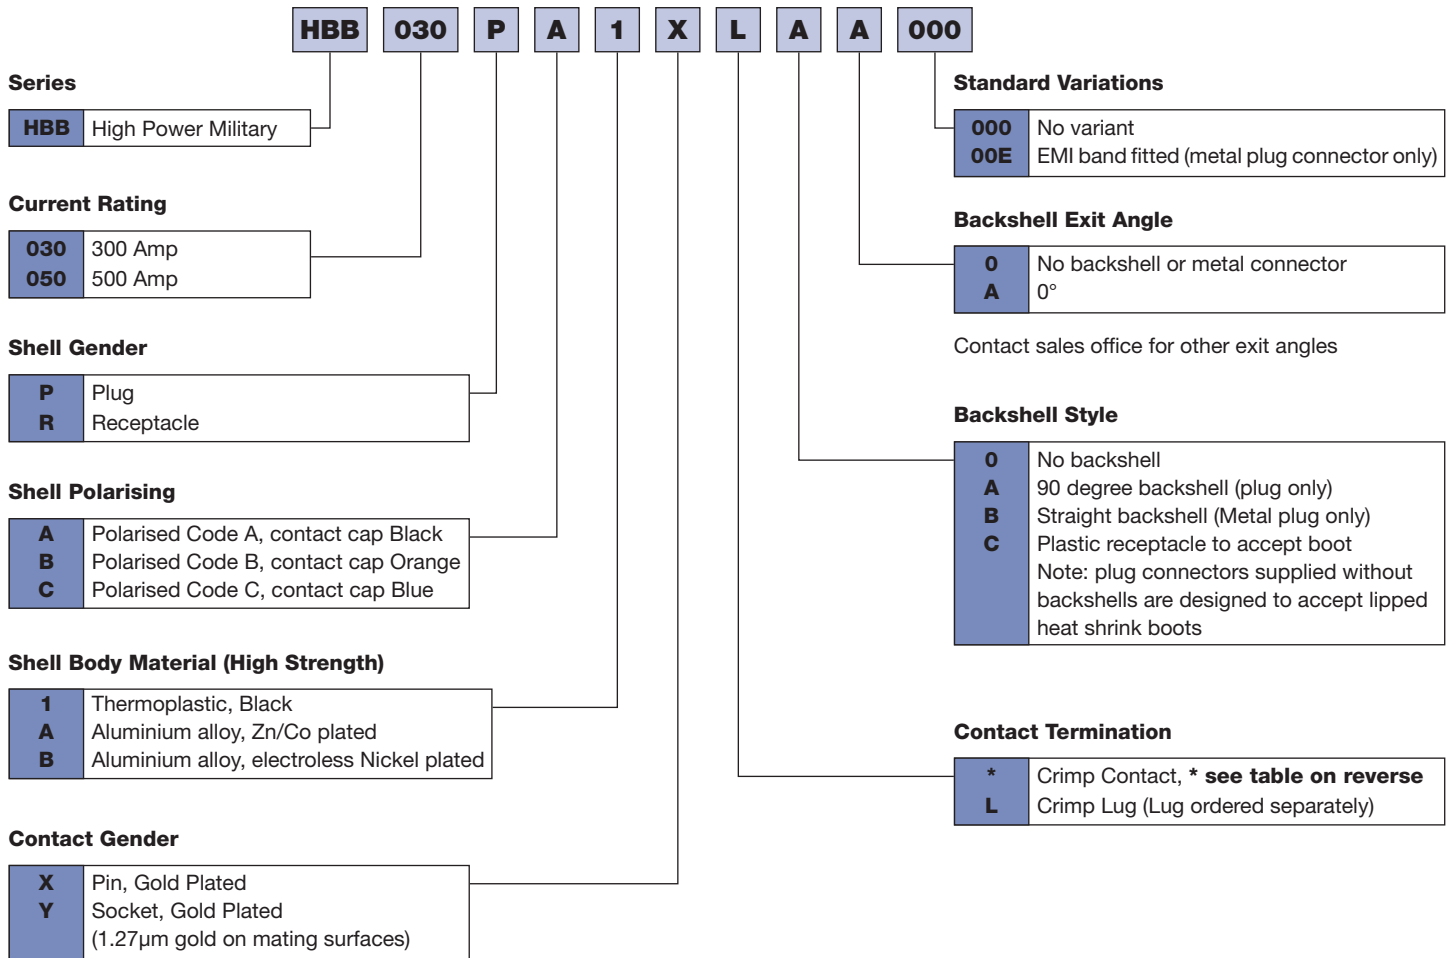 HBB 030 P A 1 X L A A 000
Series
HBB High Power Military
Current Rating
030 300 Amp
050 500 Amp
Shell Gender
P Plug
R Receptacle
Shell Polarising
A Polarised Code A, contact cap Black
B Polarised Code B, contact cap Orange
C Polarised Code C, contact cap Blue
Shell Body Material (High Strength)
1 Thermoplastic, Black
A Aluminium alloy, Zn/Co plated
B Aluminium alloy, electroless Nickel plated
Contact Gender
X Pin, Gold Plated
Y Socket, Gold Plated
(1.27µm gold on mating surfaces)
Standard Variations
000 No variant
00E EMI band fitted (metal plug connector only)
Backshell Exit Angle
0 No backshell or metal connector
A 0°
Contact sales office for other exit angles
Backshell Style
0 No backshell
A 90 degree backshell (plug only)
B Straight backshell (Metal plug only)
C Plastic receptacle to accept boot
Note: plug connectors supplied without
backshells are designed to accept lipped
heat shrink boots
Contact Termination
* Crimp Contact, * see table on reverse
L Crimp Lug (Lug ordered separately)